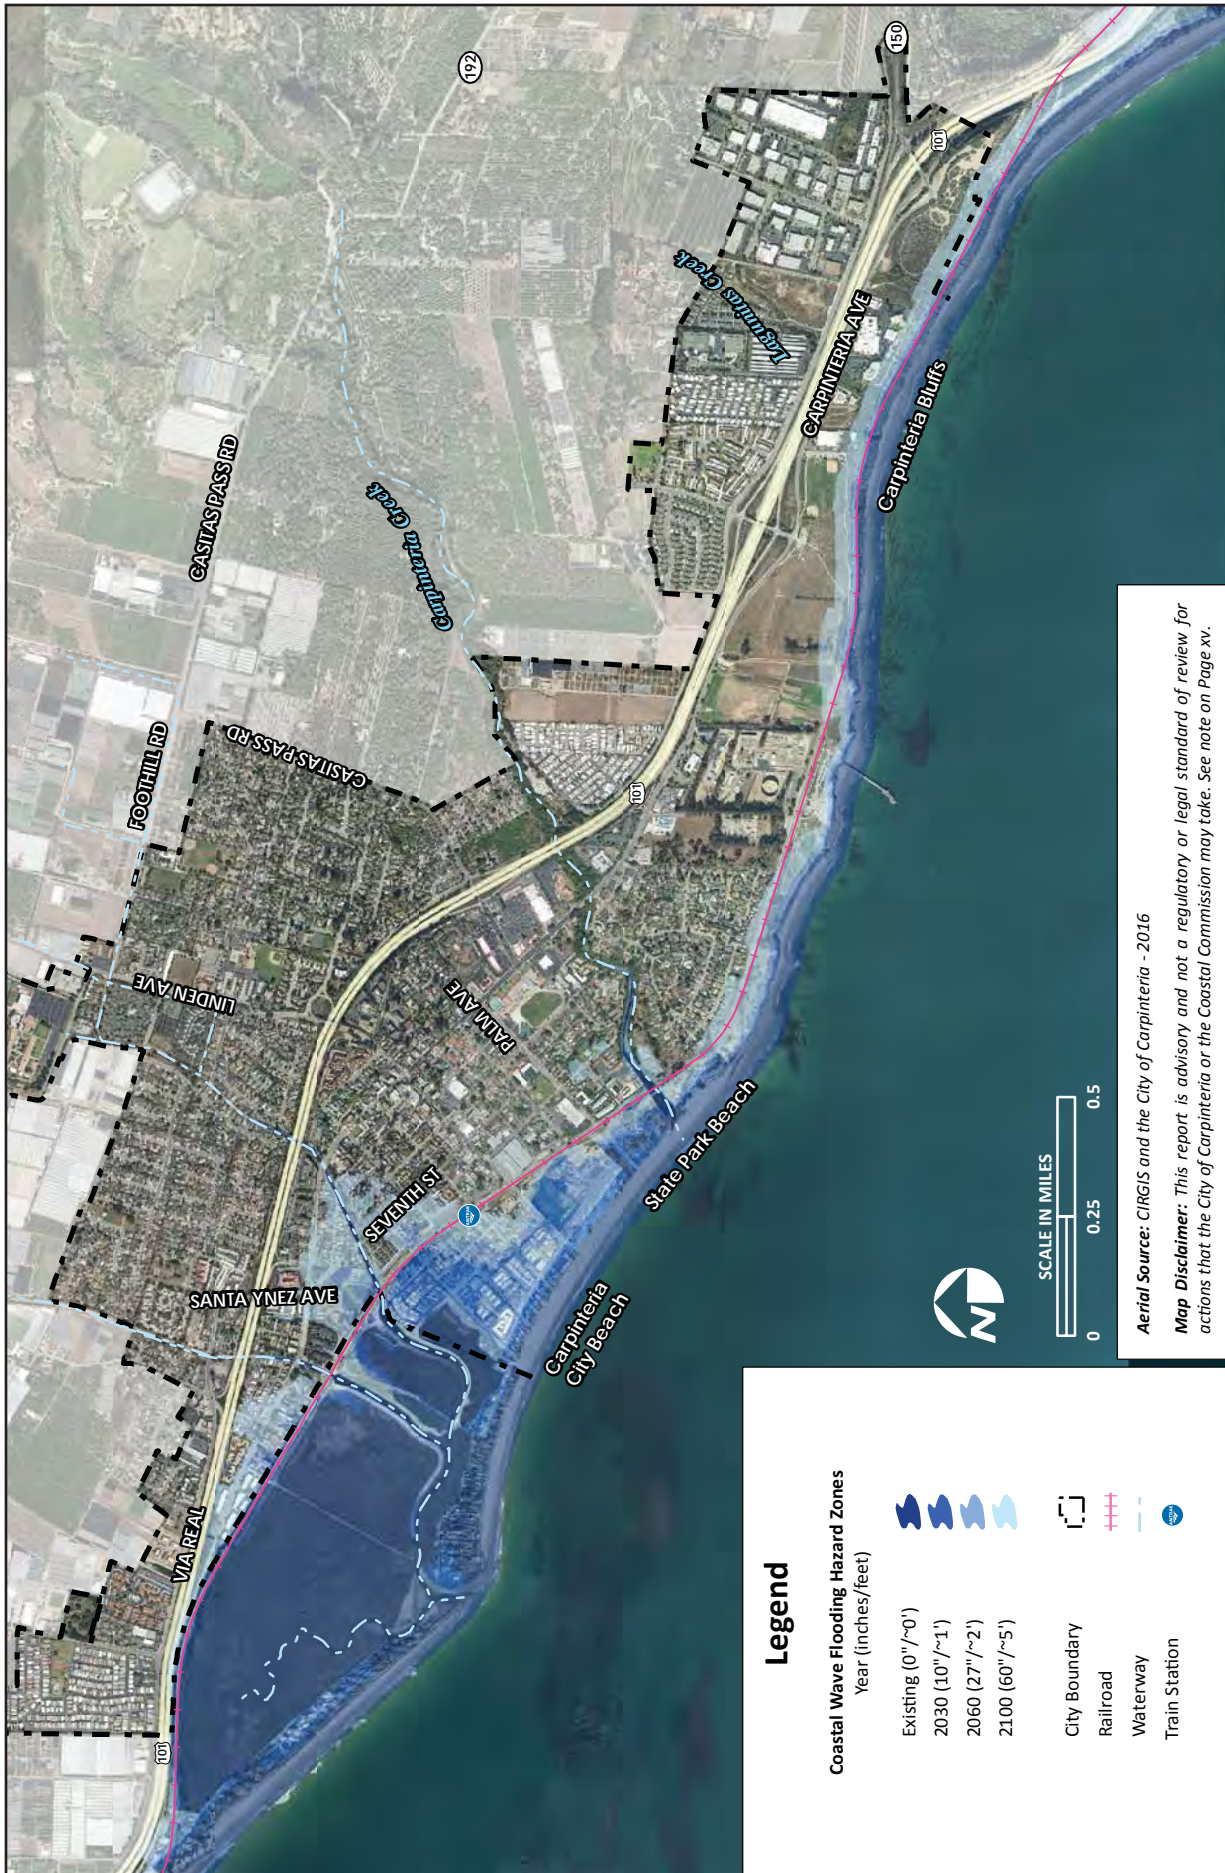 192
150
101
CASITAS PASS RD
Carpinteria Creek
Lagunitas Creek
CARPINTERIA AVE
Carpinteria Bluffs
FOOTHILL RD
CASITAS PASS RD
101
LINDEN AVE
PALM AVE
SEVENTH ST
SANTA YNEZ AVE
State Park Beach
Carpinteria
City Beach
VIA REAL
101
Legend
Coastal Wave Flooding Hazard Zones
Year (inches/feet)
Existing (0"/~0')
2030 (10"/~1')
2060 (27"/~2')
2100 (60"/~5')
City Boundary
Railroad
Waterway
Train Station
N
SCALE IN MILES
0 0.25 0.5
Aerial Source: CIRGIS and the City of Carpinteria - 2016
Map Disclaimer: This report is advisory and not a regulatory or legal standard of review for
actions that the City of Carpinteria or the Coastal Commission may take. See note on Page xv.